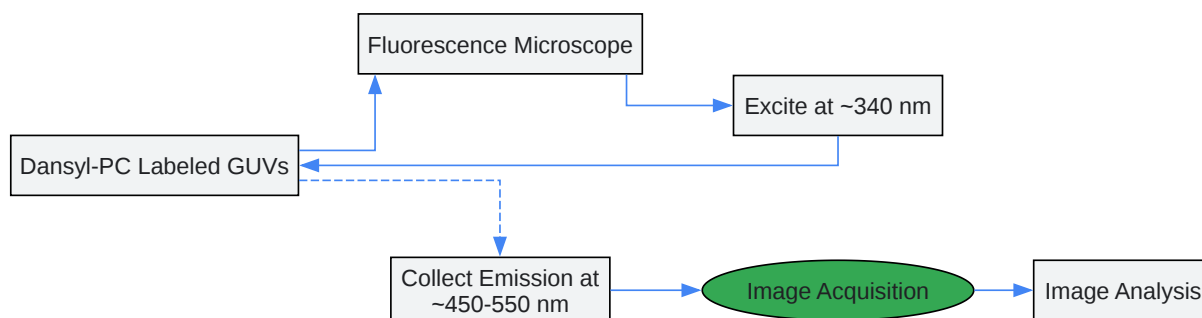 Fluorescence Microscope
Excite at ~340 nm
Dansyl-PC Labeled GUVs
Collect Emission at
~450-550 nm
Image Acquisition
Image Analysis